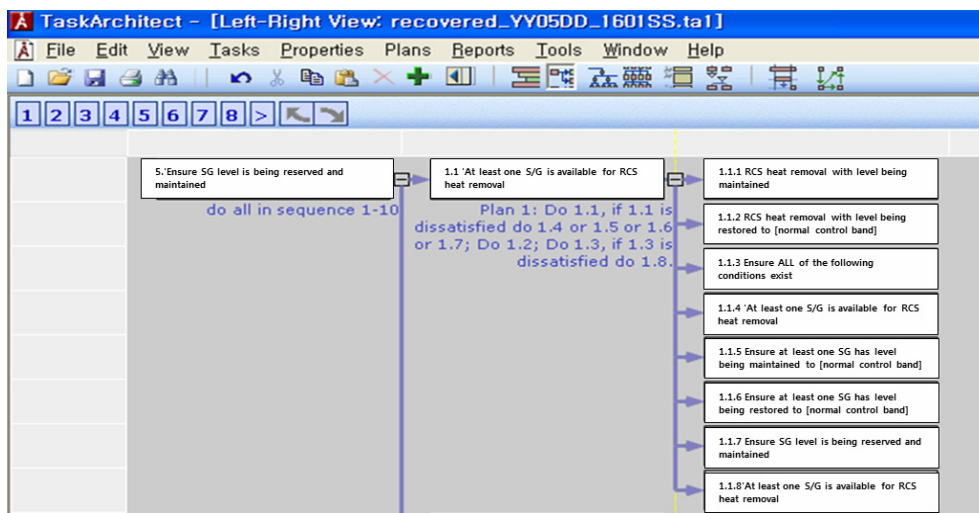 TaskArchitect - [Left-Right View: recovered_YY05DD_1601SS.ta1]
File Edit View Tasks Properties Plans Reports Tools Window Help
1 2 3 4 5 6 7 8 >
5.'Ensure SG level is being reserved and
maintained
do all in sequence 1-10
1.1 'At least one S/G is available for RCS
heat removal
Plan 1: Do 1.1, if 1.1 is
dissatisfied do 1.4 or 1.5 or 1.6
or 1.7; Do 1.2; Do 1.3, if 1.3 is
dissatisfied do 1.8.
1.1.1 RCS heat removal with level being
maintained
1.1.2 RCS heat removal with level being
restored to [normal control band]
1.1.3 Ensure ALL of the following
conditions exist
1.1.4 'At least one S/G is available for RCS
heat removal
1.1.5 Ensure at least one SG has level
being maintained to [normal control band]
1.1.6 Ensure at least one SG has level
being restored to [normal control band]
1.1.7 Ensure SG level is being reserved and
maintained
1.1.8'At least one S/G is available for RCS
heat removal